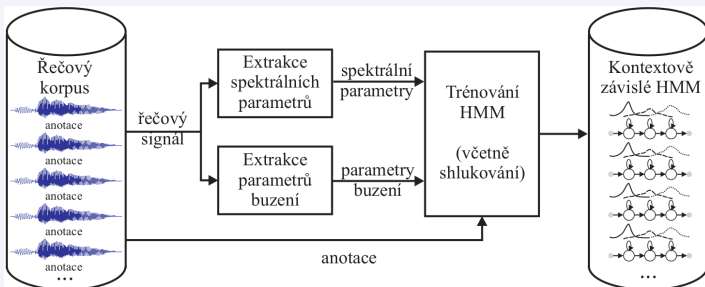 Řečový
korpus
anotace
anotace
anotace
anotace
anotace
...
řečový
signál
Extrakce
spektrálních
parametrů
Extrakce
parametrů
buzení
spektrální
parametry
parametry
buzení
anotace
Trénování
HMM
(včetně
shlukování)
Kontextově
závislé HMM
...